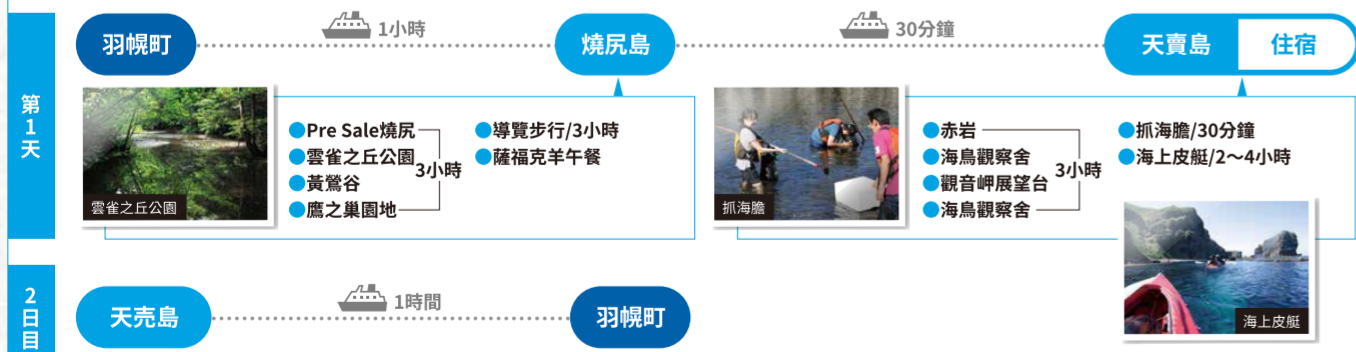 第1天
羽幌町
1小時
燒尻島
30分鐘
天賣島
住宿
雲雀之丘公園
●Pre Sale燒尻
●雲雀之丘公園
●黃鶯谷
●鷹之巢園地
3小時
●導覽步行/3小時
●薩福克羊午餐
抓海膽
●赤岩
●海鳥觀察舍
●觀音岬展望台
●海鳥觀察舍
3小時
●抓海膽/30分鐘
●海上皮艇/2～4小時
海上皮艇
2日目
天売島
1時間
羽幌町